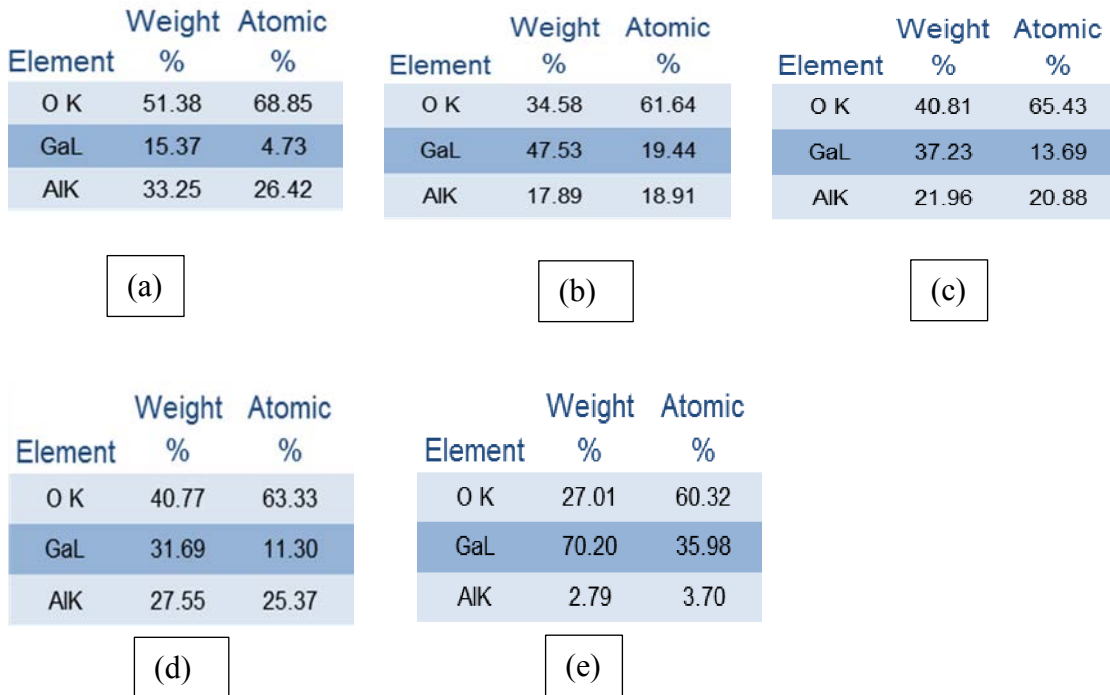 Weight Atomic
Element % %
O K 51.38 68.85
GaL 15.37 4.73
AlK 33.25 26.42
(a)
Weight Atomic
Element % %
O K 34.58 61.64
GaL 47.53 19.44
AlK 17.89 18.91
(b)
Weight Atomic
Element % %
O K 40.81 65.43
GaL 37.23 13.69
AlK 21.96 20.88
(c)
Weight Atomic
Element % %
O K 40.77 63.33
GaL 31.69 11.30
AlK 27.55 25.37
(d)
Weight Atomic
Element % %
O K 27.01 60.32
GaL 70.20 35.98
AlK 2.79 3.70
(e)